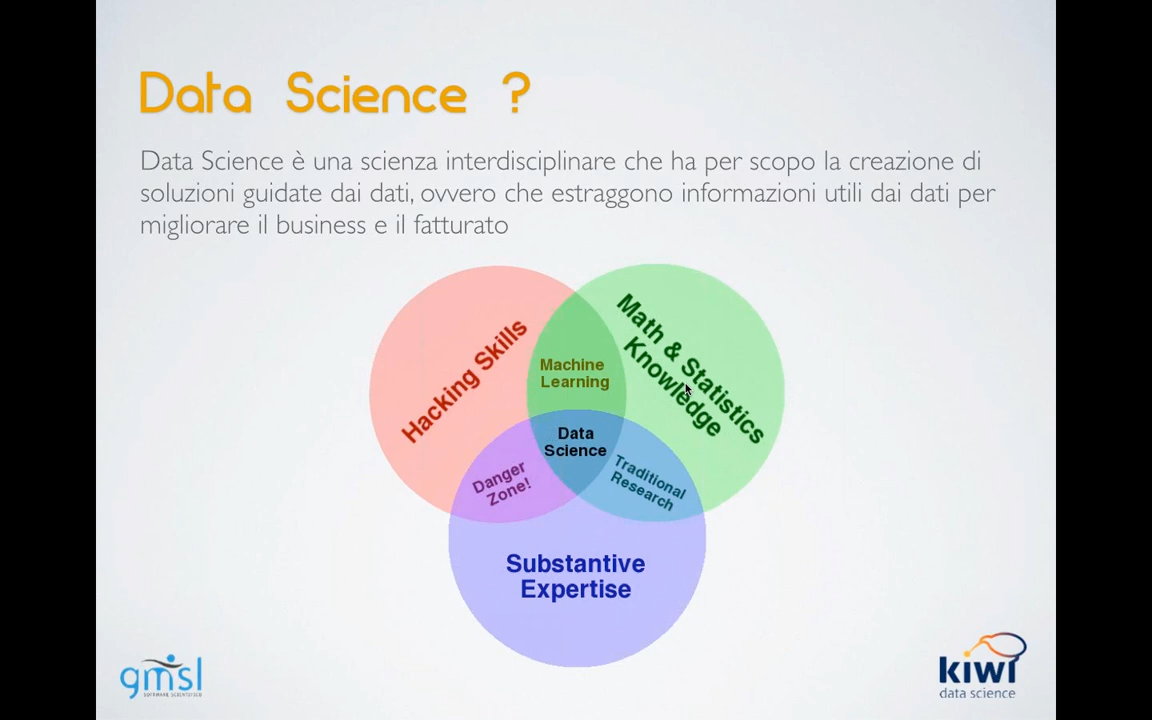 Data Science ?
Data Science è una scienza interdisciplinare che ha per scopo la creazione di
soluzioni guidate dai dati, ovvero che estraggono informazioni utili dai dati per
migliorare il business e il fatturato
Hacking Skills
Math & Statistics
Knowledge
Machine
Learning
Data
Science
Danger
Zone!
Traditional
Research
Substantive
Expertise
gmsl
SOFTWARE SCIENTIFICO
kiwi
data science